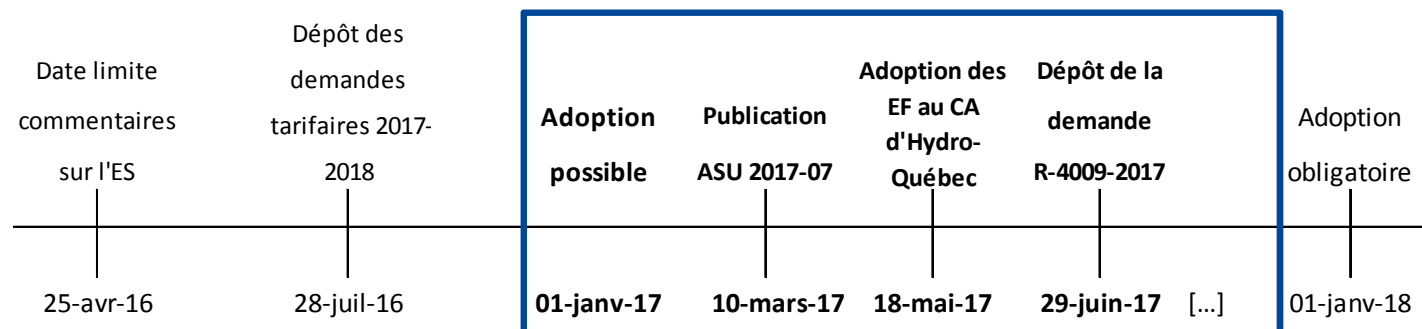 Date limite
commentaires
sur l'ES
Dépôt des
demandes
tarifaires 2017-
2018
Adoption
possible
Publication
ASU 2017-07
Adoption des
EF au CA
d'Hydro-
Québec
Dépôt de la
demande
R-4009-2017
Adoption
obligatoire
25-avr-16
28-juil-16
01-janv-17
10-mars-17
18-mai-17
29-juin-17
[...]
01-janv-18